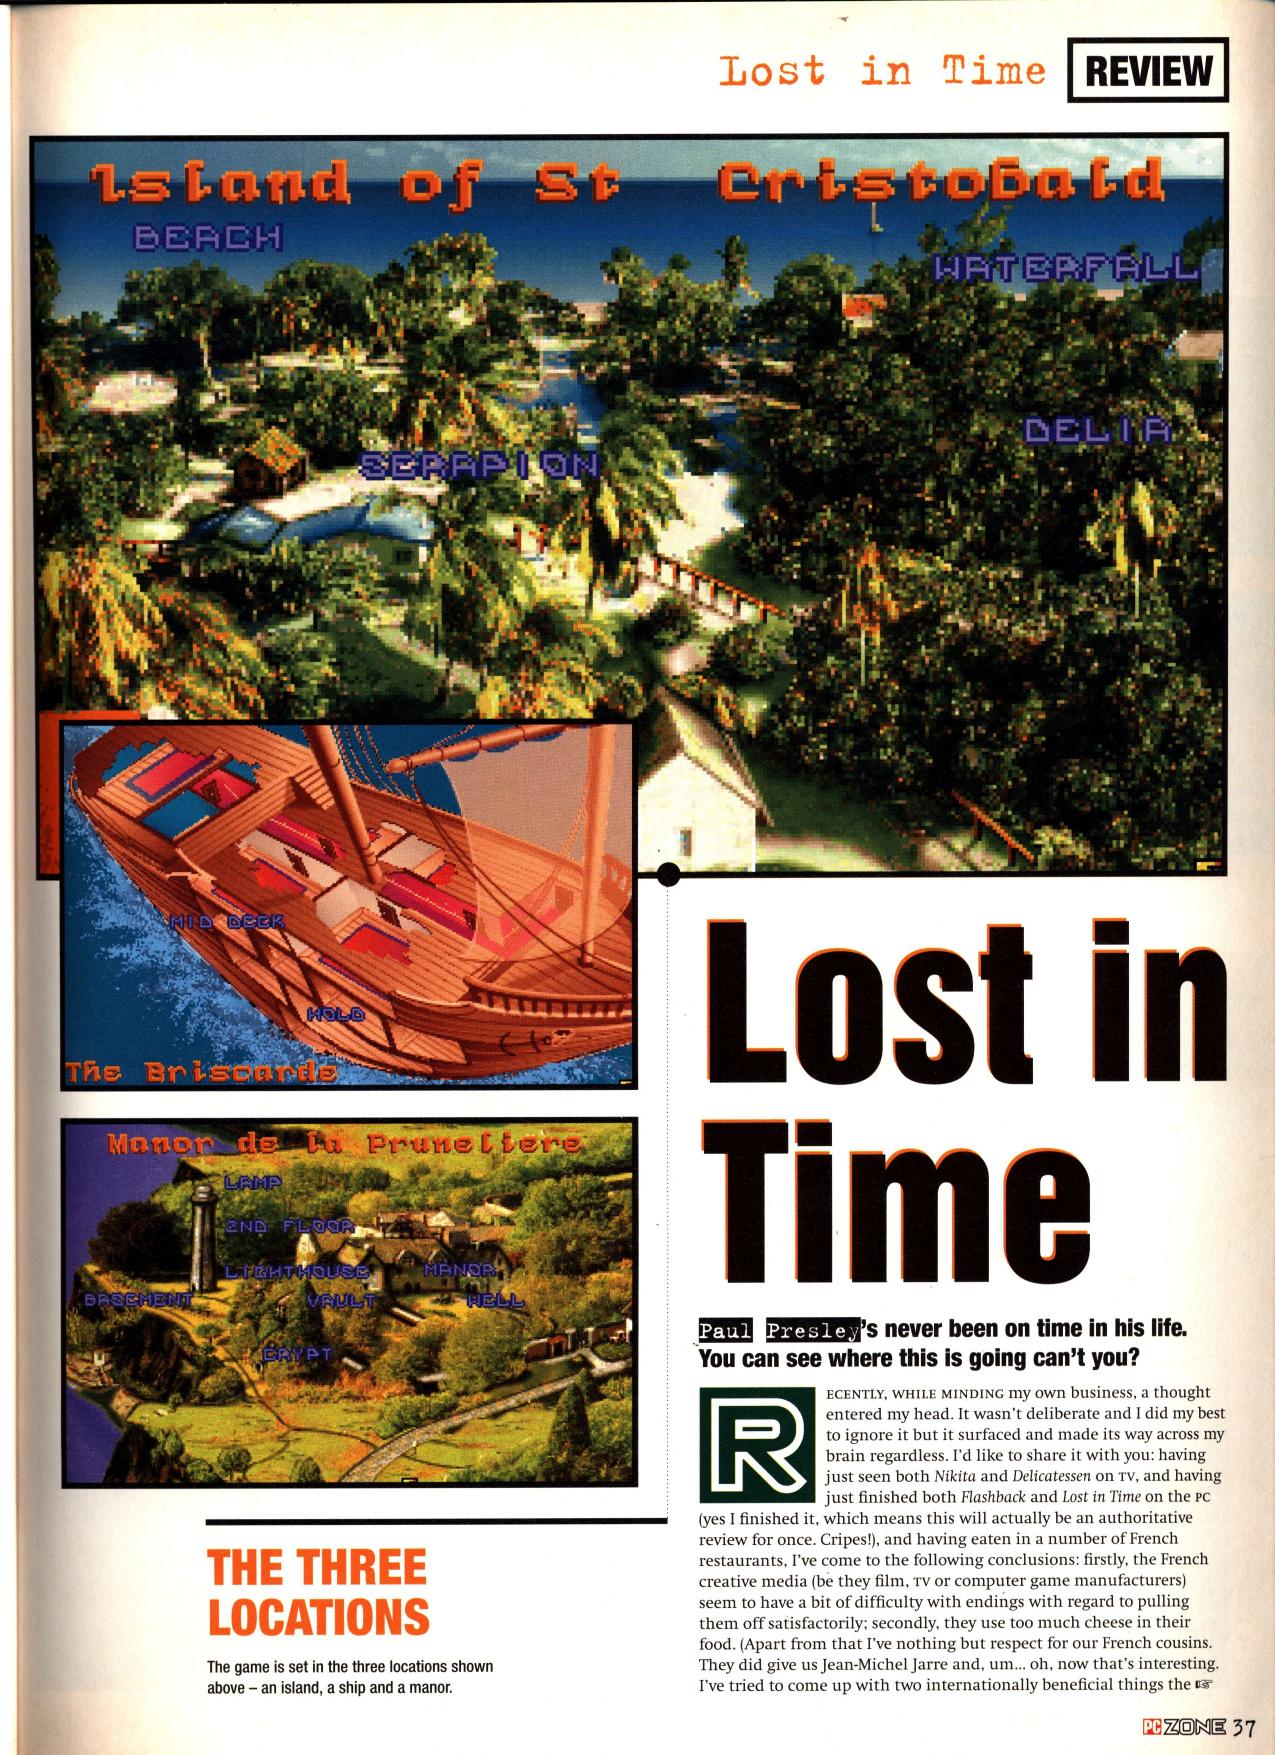 Lost in Time REVIEW
Island of St Cristobald
BEACH
WATERFALL
DELIA
SERAPION
MID DECK
HOLD
The Briscarde
Manor de la Pruneliere
LAMP
2ND FLOOR
LIGHTHOUSE MANOR
BASEMENT VAULT WELL
CRYPT
THE THREE
LOCATIONS
The game is set in the three locations shown
above – an island, a ship and a manor.
Lost in
Time
Paul Presley's never been on time in his life.
You can see where this is going can't you?
RECENTLY, WHILE MINDING my own business, a thought
entered my head. It wasn't deliberate and I did my best
to ignore it but it surfaced and made its way across my
brain regardless. I'd like to share it with you: having
just seen both Nikita and Delicatessen on TV, and having
just finished both Flashback and Lost in Time on the PC
(yes I finished it, which means this will actually be an authoritative
review for once. Cripes!), and having eaten in a number of French
restaurants, I've come to the following conclusions: firstly, the French
creative media (be they film, TV or computer game manufacturers)
seem to have a bit of difficulty with endings with regard to pulling
them off satisfactorily; secondly, they use too much cheese in their
food. (Apart from that I've nothing but respect for our French cousins.
They did give us Jean-Michel Jarre and, um... oh, now that's interesting.
I've tried to come up with two internationally beneficial things the ☞
PC ZONE 37